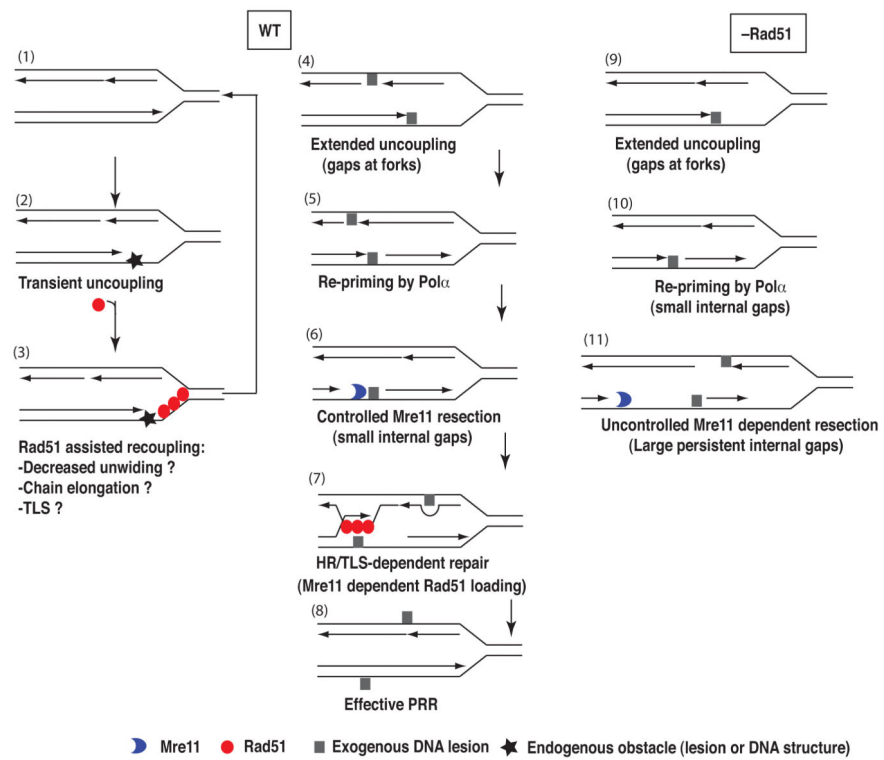 WT
–Rad51
(1)
(2)
Transient uncoupling
(3)
Rad51 assisted recoupling:
-Decreased unwiding ?
-Chain elongation ?
-TLS ?
(4)
Extended uncoupling
(gaps at forks)
(5)
Re-priming by Polα
(6)
Controlled Mre11 resection
(small internal gaps)
(7)
HR/TLS-dependent repair
(Mre11 dependent Rad51 loading)
(8)
Effective PRR
(9)
Extended uncoupling
(gaps at forks)
(10)
Re-priming by Polα
(small internal gaps)
(11)
Uncontrolled Mre11 dependent resection
(Large persistent internal gaps)
Mre11 Rad51 Exogenous DNA lesion Endogenous obstacle (lesion or DNA structure)